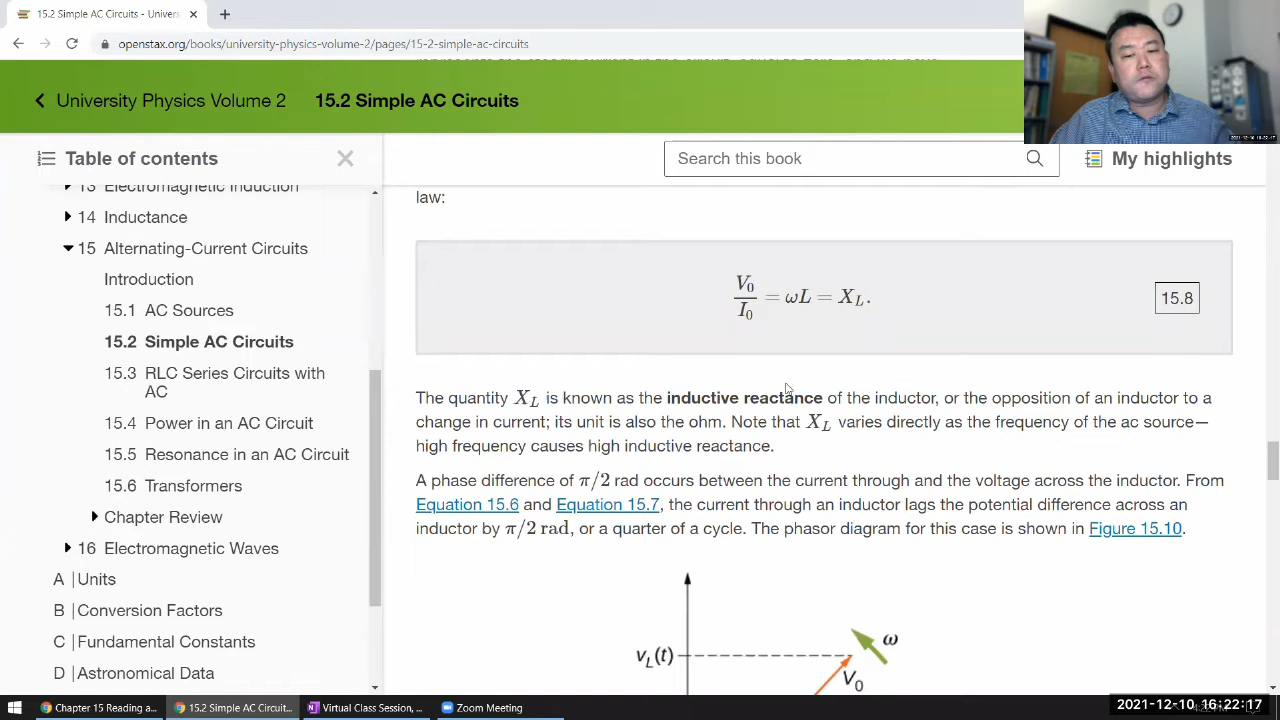 15.2 Simple AC Circuits - Univers
openstax.org/books/university-physics-volume-2/pages/15-2-simple-ac-circuits
University Physics Volume 2
15.2 Simple AC Circuits
Table of contents
Search this book
My highlights
13 Electromagnetic Induction
14 Inductance
15 Alternating-Current Circuits
Introduction
15.1 AC Sources
15.2 Simple AC Circuits
15.3 RLC Series Circuits with
AC
15.4 Power in an AC Circuit
15.5 Resonance in an AC Circuit
15.6 Transformers
Chapter Review
16 Electromagnetic Waves
A | Units
B | Conversion Factors
C | Fundamental Constants
D | Astronomical Data
law:
V₀/I₀ = ωL = X_L.
15.8
The quantity X_L is known as the inductive reactance of the inductor, or the opposition of an inductor to a
change in current; its unit is also the ohm. Note that X_L varies directly as the frequency of the ac source—
high frequency causes high inductive reactance.
A phase difference of π/2 rad occurs between the current through and the voltage across the inductor. From
Equation 15.6 and Equation 15.7, the current through an inductor lags the potential difference across an
inductor by π/2 rad, or a quarter of a cycle. The phasor diagram for this case is shown in Figure 15.10.
ω
v_L(t)
V₀
Chapter 15 Reading a...
15.2 Simple AC Circuit...
Virtual Class Session, ...
Zoom Meeting
2021-12-10 16:22:17
2021-12-10 16:22:17